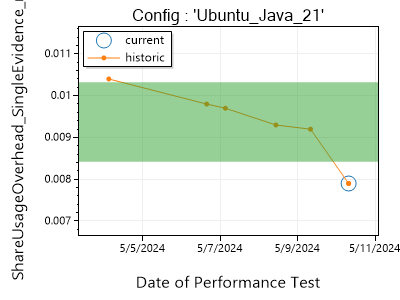 Config : 'Ubuntu_Java_21'
current
historic
ShareUsageOverhead_SingleEvidence_
0.011
0.01
0.009
0.008
0.007
5/5/2024
5/7/2024
5/9/2024
5/11/2024
Date of Performance Test